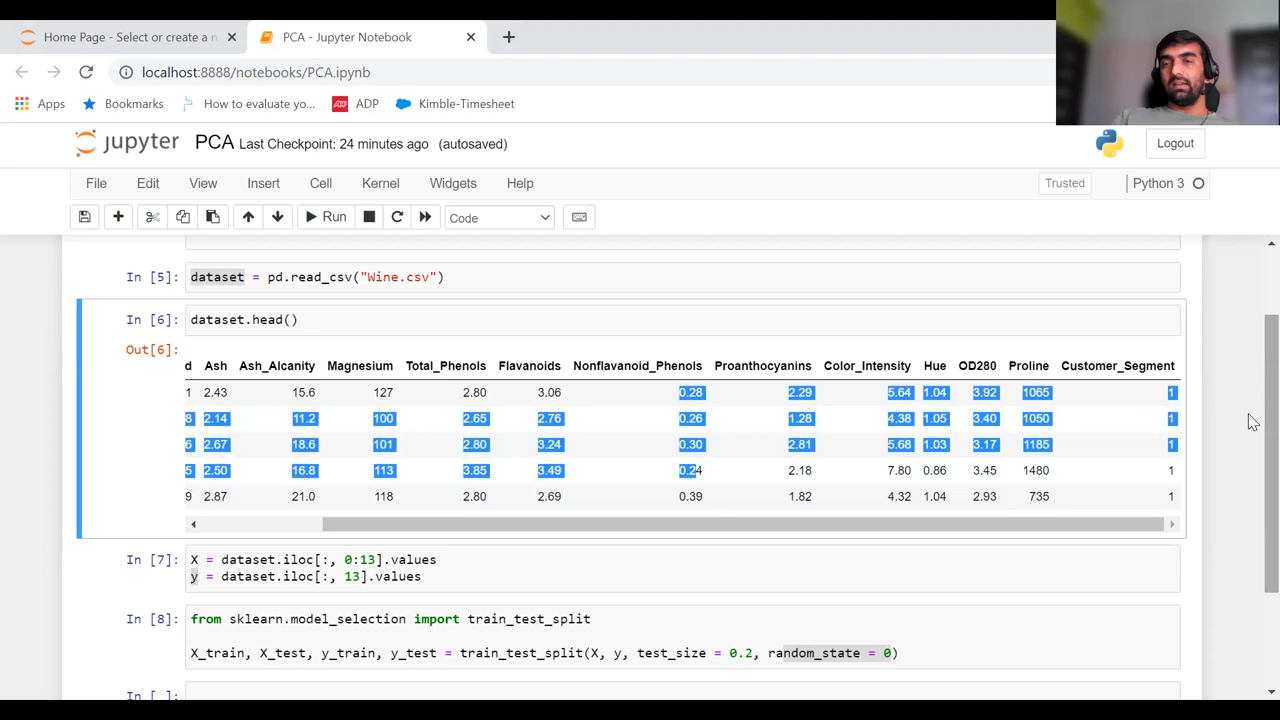 Home Page - Select or create a n
PCA - Jupyter Notebook
localhost:8888/notebooks/PCA.ipynb
Apps Bookmarks How to evaluate yo... ADP Kimble-Timesheet
jupyter PCA Last Checkpoint: 24 minutes ago (autosaved)
Logout
File Edit View Insert Cell Kernel Widgets Help
Trusted Python 3
Run Code
In [5]: dataset = pd.read_csv("Wine.csv")
In [6]: dataset.head()
Out[6]:
d Ash Ash_Alcanity Magnesium Total_Phenols Flavanoids Nonflavanoid_Phenols Proanthocyanins Color_Intensity Hue OD280 Proline Customer_Segment
1 2.43 15.6 127 2.80 3.06 0.28 2.29 5.64 1.04 3.92 1065 1
8 2.14 11.2 100 2.65 2.76 0.26 1.28 4.38 1.05 3.40 1050 1
6 2.67 18.6 101 2.80 3.24 0.30 2.81 5.68 1.03 3.17 1185 1
5 2.50 16.8 113 3.85 3.49 0.24 2.18 7.80 0.86 3.45 1480 1
9 2.87 21.0 118 2.80 2.69 0.39 1.82 4.32 1.04 2.93 735 1
In [7]: X = dataset.iloc[:, 0:13].values
y = dataset.iloc[:, 13].values
In [8]: from sklearn.model_selection import train_test_split
X_train, X_test, y_train, y_test = train_test_split(X, y, test_size = 0.2, random_state = 0)
In [ ]